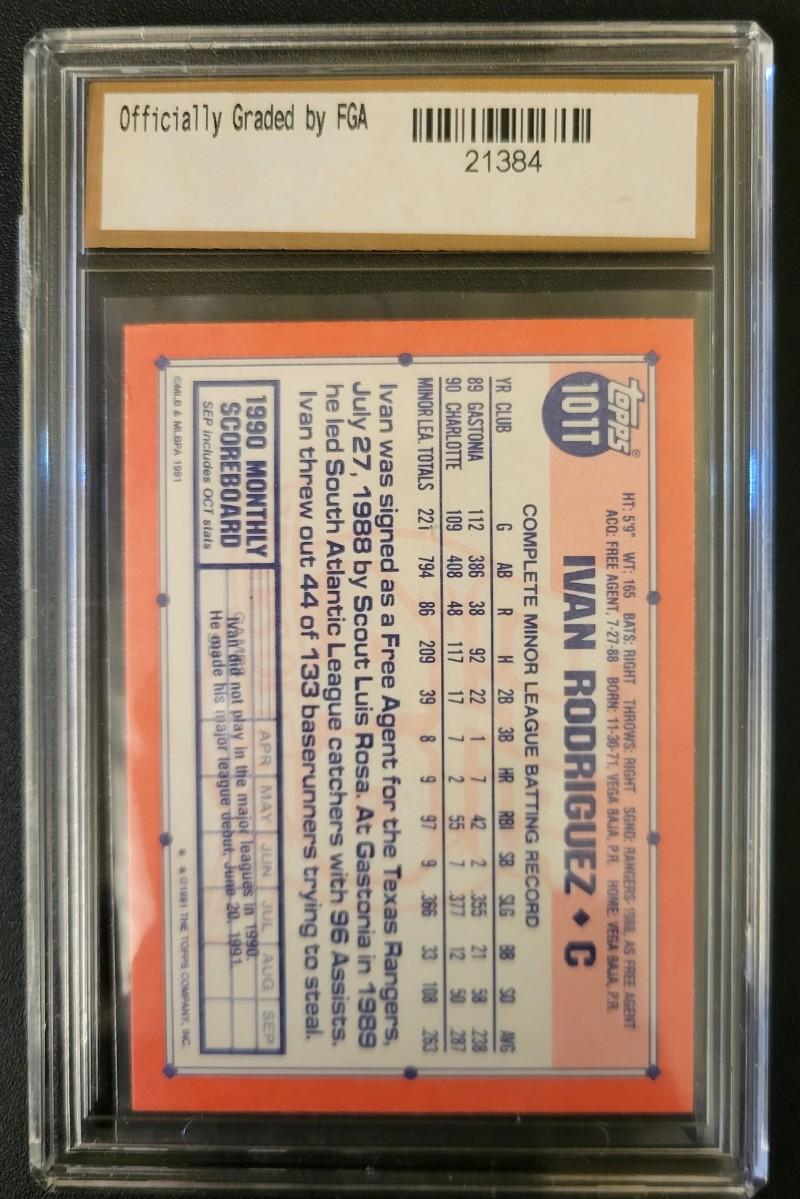 Officially Graded by FGA
21384
topps®
101T
HT: 5'9" WT: 165 BATS: RIGHT THROWS: RIGHT SGND: RANGERS-1988, AS FREE AGENT
ACQ: FREE AGENT, 7-27-88 BORN: 11-30-71, VEGA BAJA, P.R. HOME: VEGA BAJA, P.R.
IVAN RODRIGUEZ ♦ C
COMPLETE MINOR LEAGUE BATTING RECORD
YR CLUB G AB R H 2B 3B HR RBI SB SLG BB SO AVG
89 GASTONIA 112 386 38 92 22 1 7 42 2 .355 21 58 .238
90 CHARLOTTE 109 408 48 117 17 7 2 55 7 .377 12 50 .287
MINOR LEA. TOTALS 221 794 86 209 39 8 9 97 9 .366 33 108 .263
Ivan was signed as a Free Agent for the Texas Rangers,
July 27, 1988 by Scout Luis Rosa. At Gastonia in 1989
he led South Atlantic League catchers with 96 Assists.
Ivan threw out 44 of 133 baserunners trying to steal.
1990 MONTHLY
SCOREBOARD
SEP includes OCT stats
APR MAY JUN JUL AUG SEP
GAMES
Ivan did not play in the major leagues in 1990.
He made his major league debut, June 20, 1991.
©MLB & MLBPA 1991
* * ©1991 THE TOPPS COMPANY, INC.